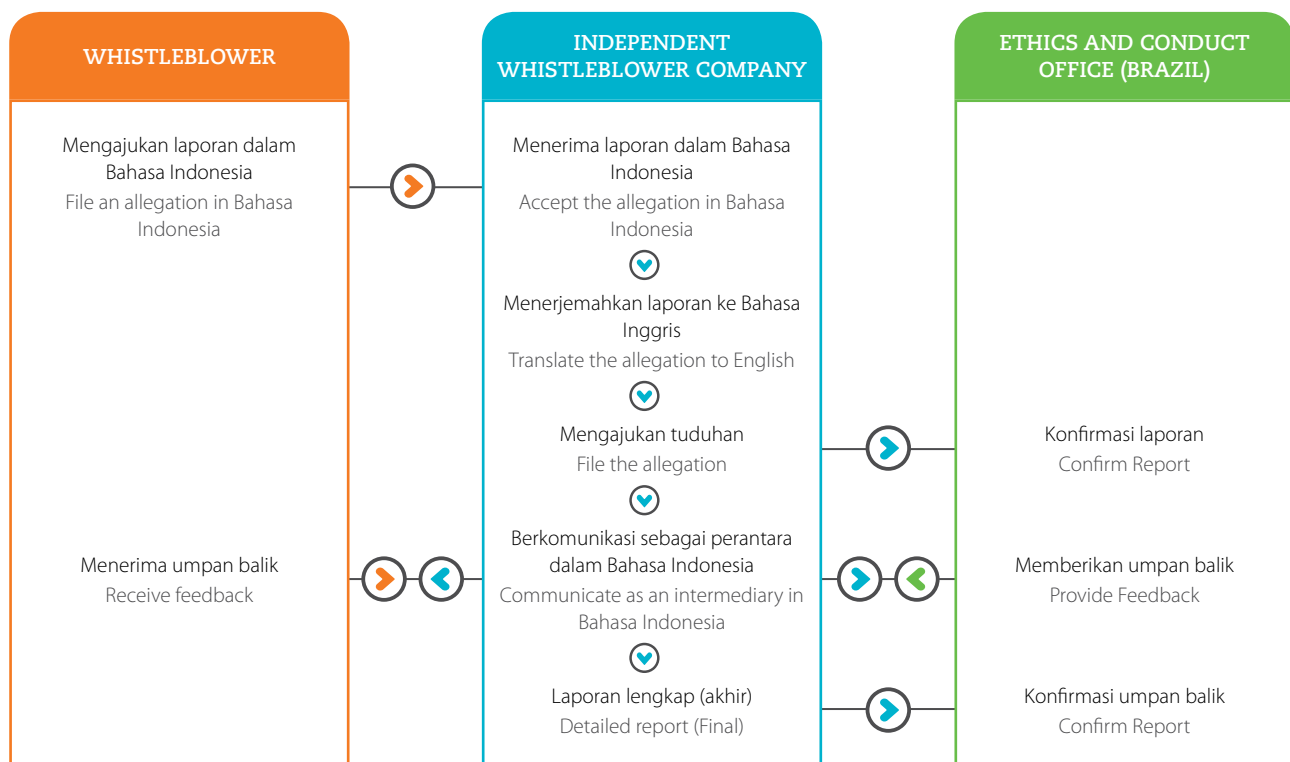 WHISTLEBLOWER
INDEPENDENT
WHISTLEBLOWER COMPANY
ETHICS AND CONDUCT
OFFICE (BRAZIL)
Mengajukan laporan dalam
Bahasa Indonesia
File an allegation in Bahasa
Indonesia
Menerima laporan dalam Bahasa
Indonesia
Accept the allegation in Bahasa
Indonesia
Menerjemahkan laporan ke Bahasa
Inggris
Translate the allegation to English
Mengajukan tuduhan
File the allegation
Konfirmasi laporan
Confirm Report
Menerima umpan balik
Receive feedback
Berkomunikasi sebagai perantara
dalam Bahasa Indonesia
Communicate as an intermediary in
Bahasa Indonesia
Memberikan umpan balik
Provide Feedback
Laporan lengkap (akhir)
Detailed report (Final)
Konfirmasi umpan balik
Confirm Report